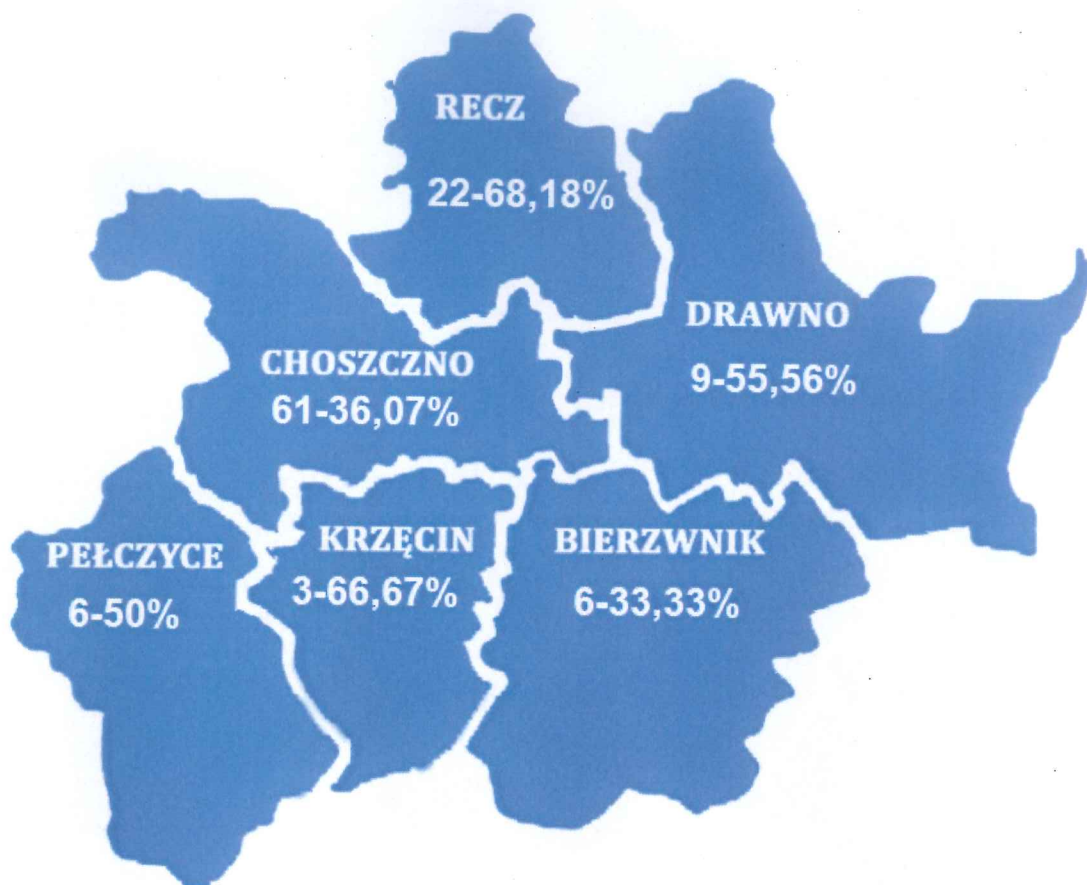 RECZ
22-68,18%
DRAWNO
9-55,56%
CHOSZCZNO
61-36,07%
PEŁCZYCE
6-50%
KRZĘCIN
3-66,67%
BIERZWNIK
6-33,33%